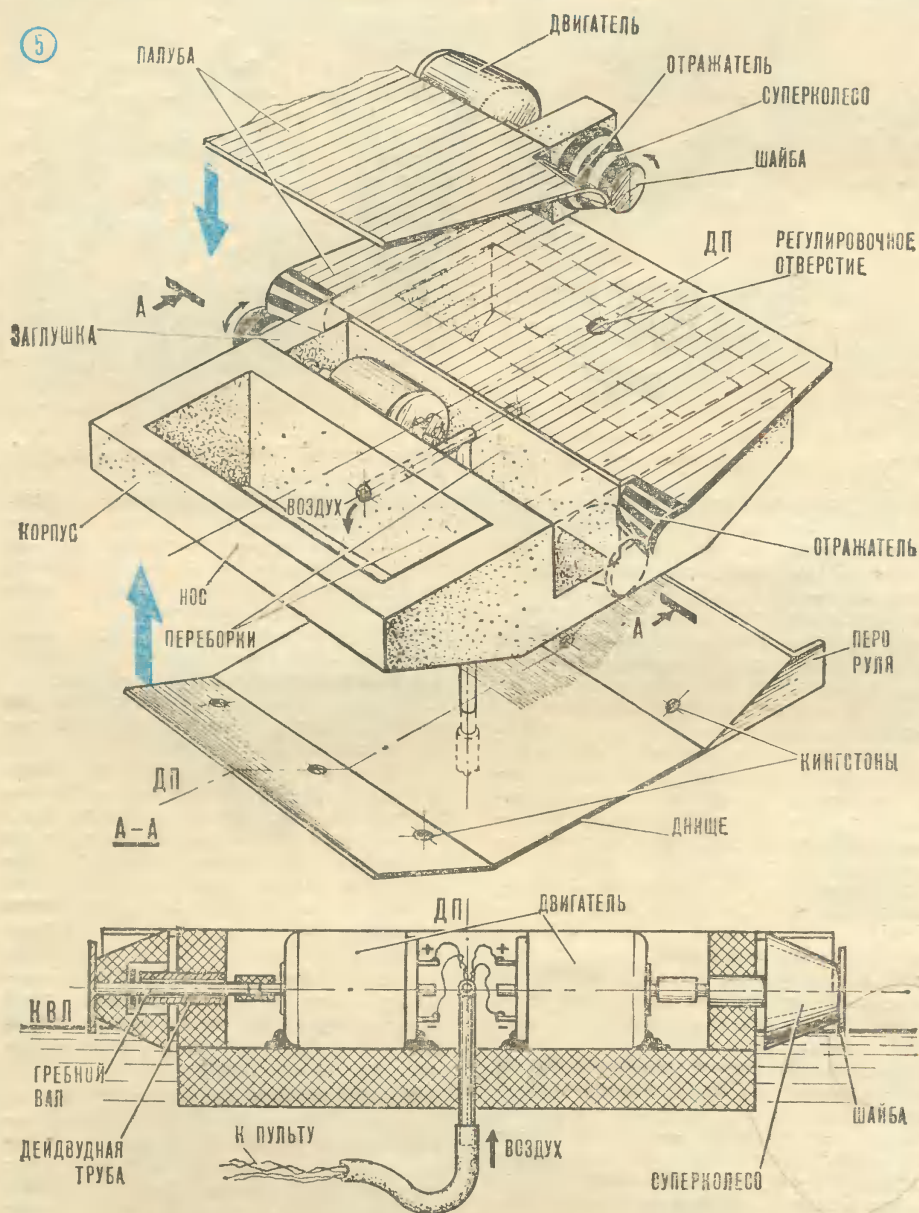 5
ДВИГАТЕЛЬ
ПАЛУБА
ОТРАЖАТЕЛЬ
СУПЕРКОЛЕСО
ШАЙБА
ДП
РЕГУЛИРОВОЧНОЕ
ОТВЕРСТИЕ
А
ЗАГЛУШКА
ВОЗДУХ
КОРПУС
ОТРАЖАТЕЛЬ
НОС
ПЕРЕБОРКИ
А
ПЕРО
РУЛЯ
КИНГСТОНЫ
ДП
А-А
ДНИЩЕ
ДП
ДВИГАТЕЛЬ
+ +
- -
КВЛ
ГРЕБНОЙ
ВАЛ
ДЕЙДВУДНАЯ
ТРУБА
К ПУЛЬТУ
ВОЗДУХ
ШАЙБА
СУПЕРКОЛЕСО